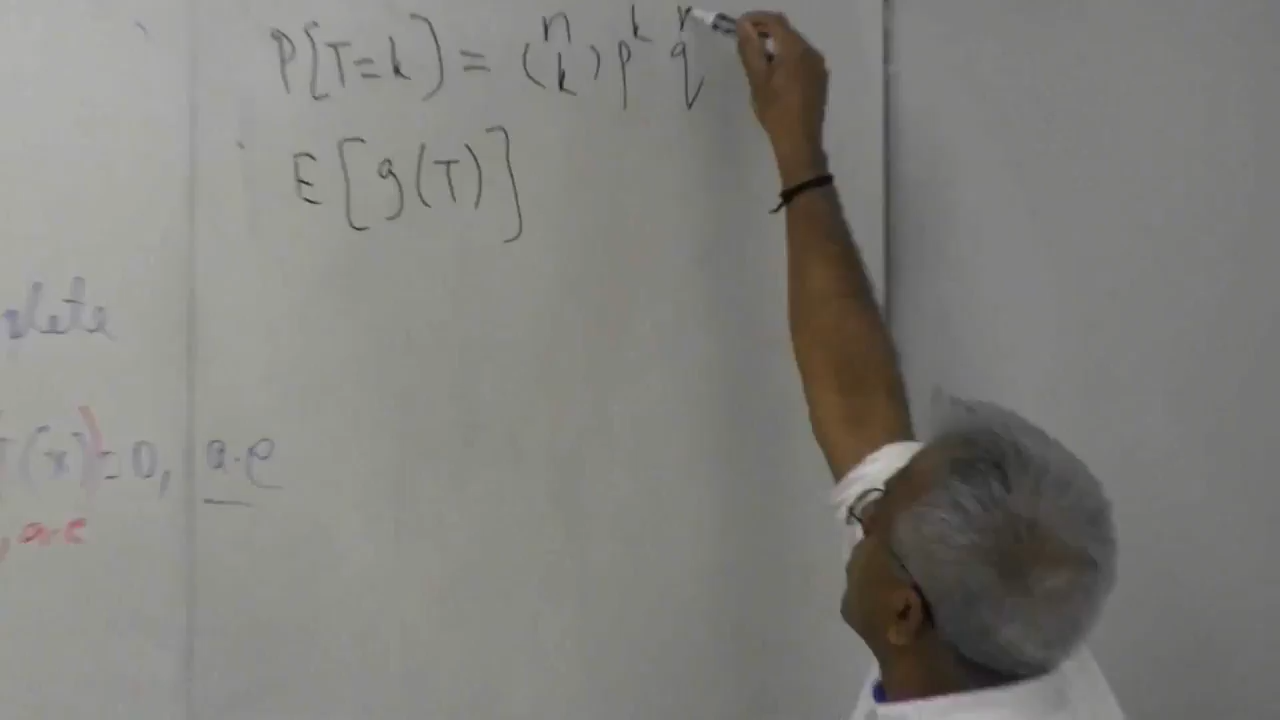 P[T=k] = (n k) p^k q
E[g(T)]
(x)=0, a.e
, a.e